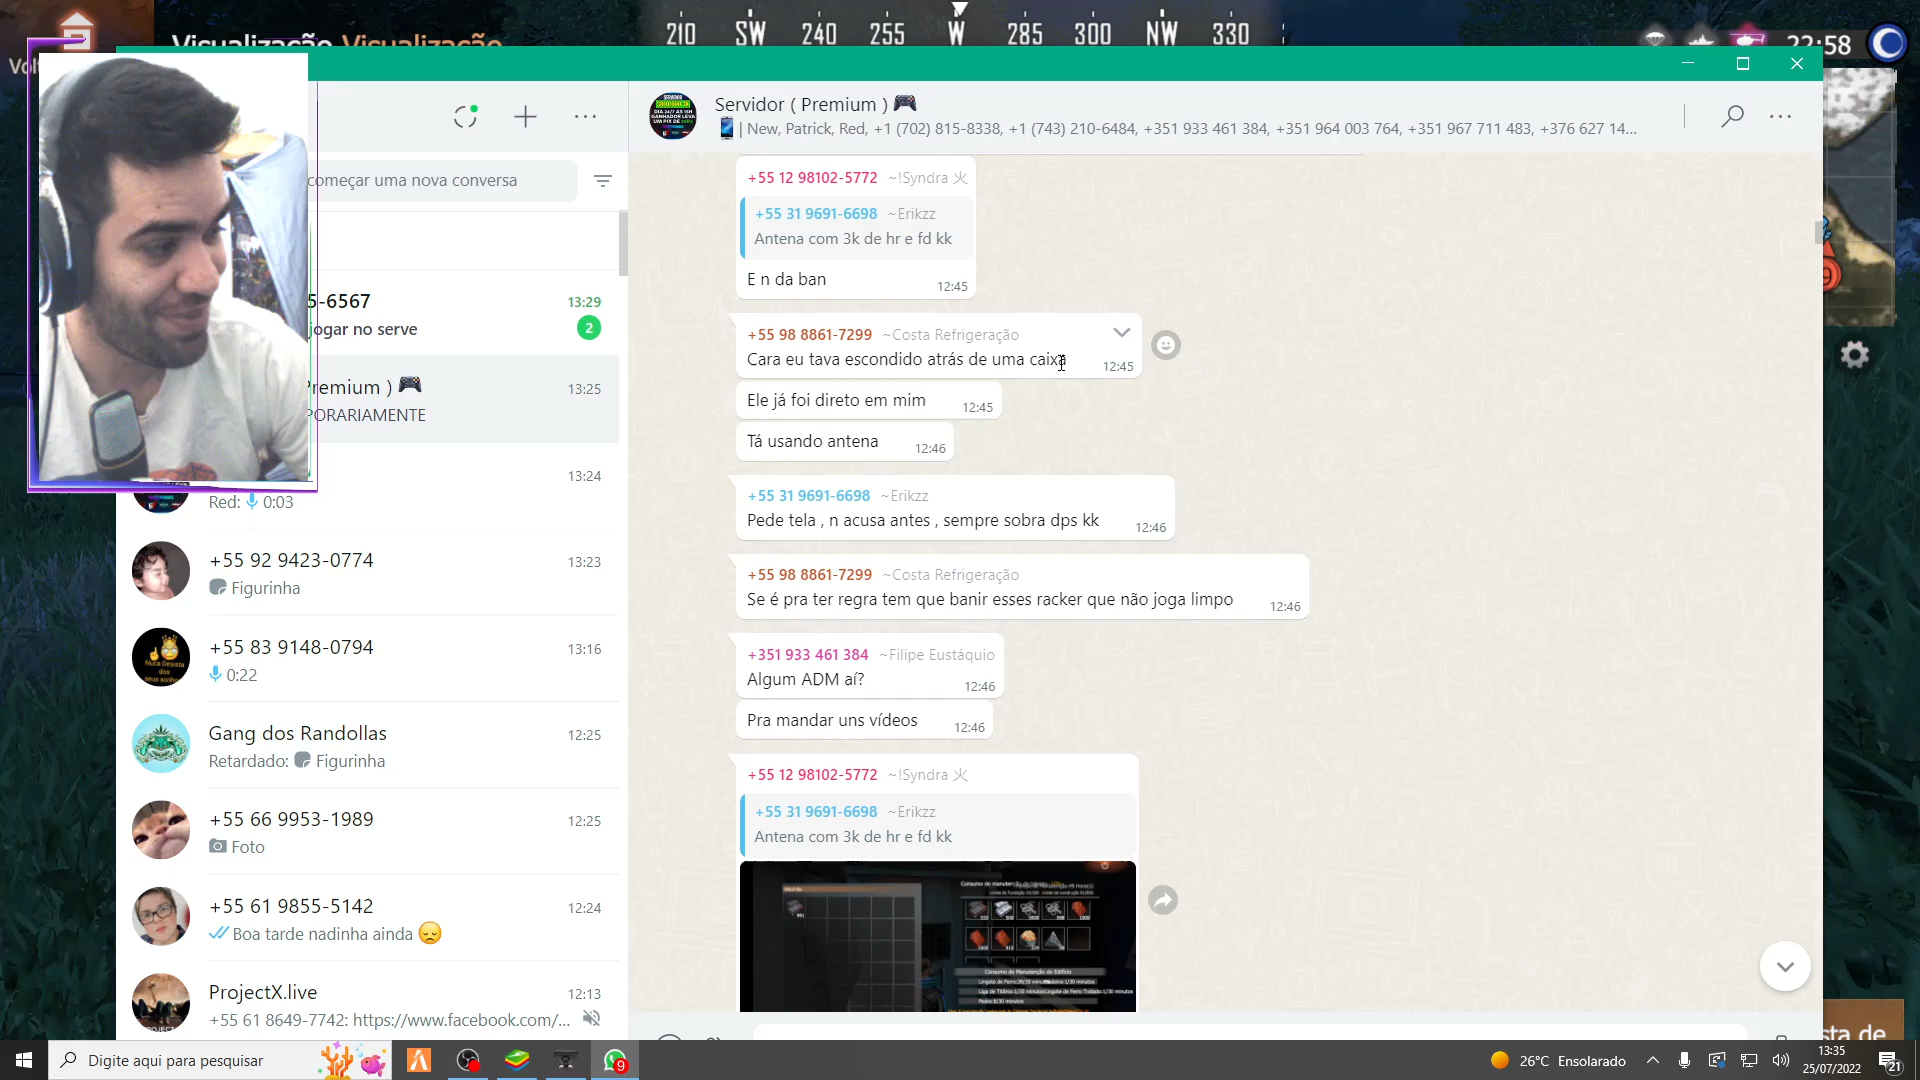 210 SW 240 255 W 285 300 NW 330
Visualização Visualização
22:58
começar uma nova conversa
5-6567
13:29
jogar no serve
2
Premium ) 🎮
13:25
PORARIAMENTE
13:24
Red: 0:03
+55 92 9423-0774
13:23
Figurinha
+55 83 9148-0794
13:16
0:22
Gang dos Randollas
12:25
Retardado: Figurinha
+55 66 9953-1989
12:25
Foto
+55 61 9855-5142
12:24
Boa tarde nadinha ainda 😞
ProjectX.live
12:13
+55 61 8649-7742: https://www.facebook.com/...
Servidor ( Premium ) 🎮
📱 | New, Patrick, Red, +1 (702) 815-8338, +1 (743) 210-6484, +351 933 461 384, +351 964 003 764, +351 967 711 483, +376 627 14...
+55 12 98102-5772 ~!Syndra 火
+55 31 9691-6698 ~Erikzz
Antena com 3k de hr e fd kk
E n da ban
12:45
+55 98 8861-7299 ~Costa Refrigeração
Cara eu tava escondido atrás de uma caixa
12:45
Ele já foi direto em mim
12:45
Tá usando antena
12:46
+55 31 9691-6698 ~Erikzz
Pede tela , n acusa antes , sempre sobra dps kk
12:46
+55 98 8861-7299 ~Costa Refrigeração
Se é pra ter regra tem que banir esses racker que não joga limpo
12:46
+351 933 461 384 ~Filipe Eustáquio
Algum ADM aí?
12:46
Pra mandar uns vídeos
12:46
+55 12 98102-5772 ~!Syndra 火
+55 31 9691-6698 ~Erikzz
Antena com 3k de hr e fd kk
Consumo de Manutenção do Edifício
Digite aqui para pesquisar
9
26°C Ensolarado
13:35
25/07/2022
21